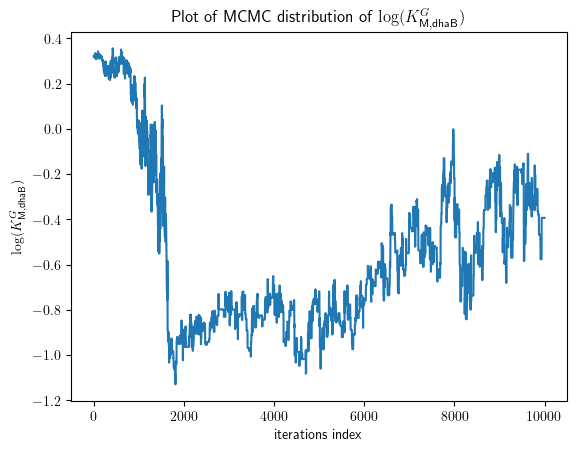 Plot of MCMC distribution of log(K^G_M,dhaB)
0.4
0.2
0.0
−0.2
−0.4
−0.6
−0.8
−1.0
−1.2
log(K^G_M,dhaB)
0 2000 4000 6000 8000 10000
iterations index